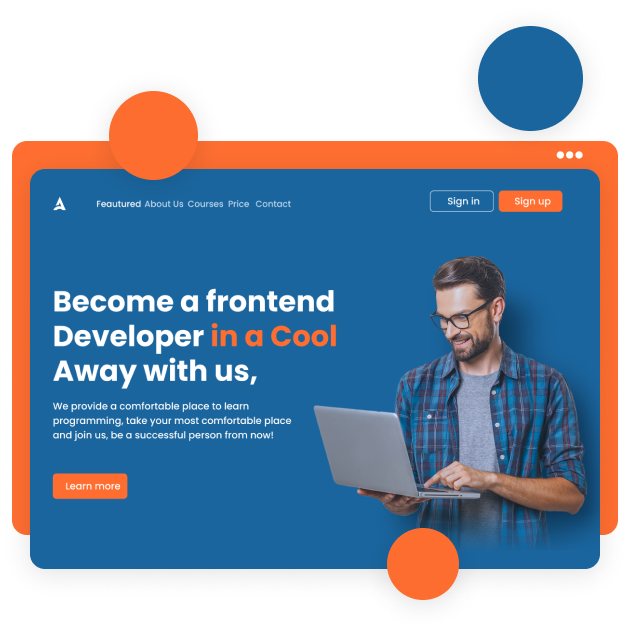 Feautured About Us Courses Price Contact
Sign in Sign up
Become a frontend
Developer in a Cool
Away with us,
We provide a comfortable place to learn
programming, take your most comfortable place
and join us, be a successful person from now!
Learn more